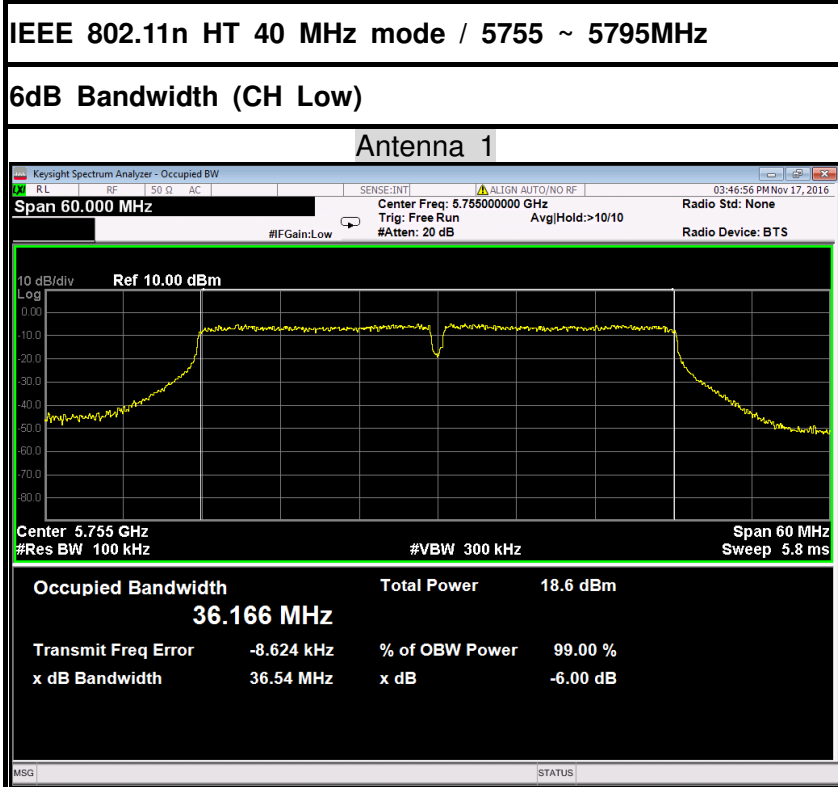 IEEE 802.11n HT 40 MHz mode / 5755 ~ 5795MHz
6dB Bandwidth (CH Low)
Antenna 1
Keysight Spectrum Analyzer - Occupied BW
LXI RL RF 50 Ω AC SENSE:INT ALIGN AUTO/NO RF 03:46:56 PM Nov 17, 2016
Span 60.000 MHz Center Freq: 5.755000000 GHz Radio Std: None
Trig: Free Run Avg|Hold:>10/10
#IFGain:Low #Atten: 20 dB Radio Device: BTS
10 dB/div Ref 10.00 dBm
Log
0.00
-10.0
-20.0
-30.0
-40.0
-50.0
-60.0
-70.0
-80.0
Center 5.755 GHz Span 60 MHz
#Res BW 100 kHz #VBW 300 kHz Sweep 5.8 ms
Occupied Bandwidth Total Power 18.6 dBm
36.166 MHz
Transmit Freq Error -8.624 kHz % of OBW Power 99.00 %
x dB Bandwidth 36.54 MHz x dB -6.00 dB
MSG STATUS